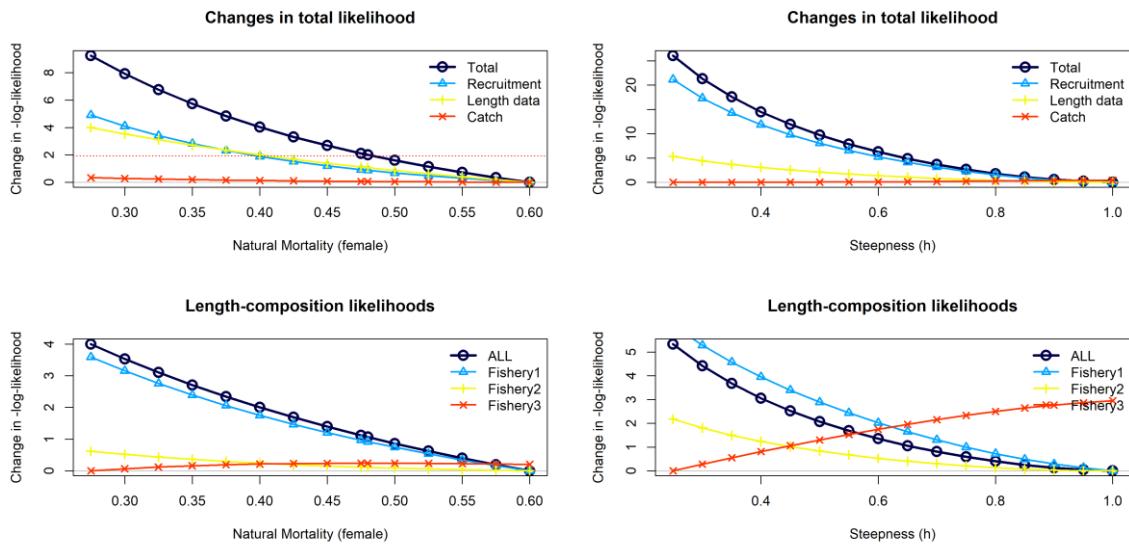 Changes in total likelihood
Change in -log-likelihood
0 2 4 6 8
Total
Recruitment
Length data
Catch
0.30 0.35 0.40 0.45 0.50 0.55 0.60
Natural Mortality (female)
Changes in total likelihood
Change in -log-likelihood
0 5 10 20
Total
Recruitment
Length data
Catch
0.4 0.6 0.8 1.0
Steepness (h)
Length-composition likelihoods
Change in -log-likelihood
0 1 2 3 4
ALL
Fishery1
Fishery2
Fishery3
0.30 0.35 0.40 0.45 0.50 0.55 0.60
Natural Mortality (female)
Length-composition likelihoods
Change in -log-likelihood
0 1 2 3 4 5
ALL
Fishery1
Fishery2
Fishery3
0.4 0.6 0.8 1.0
Steepness (h)